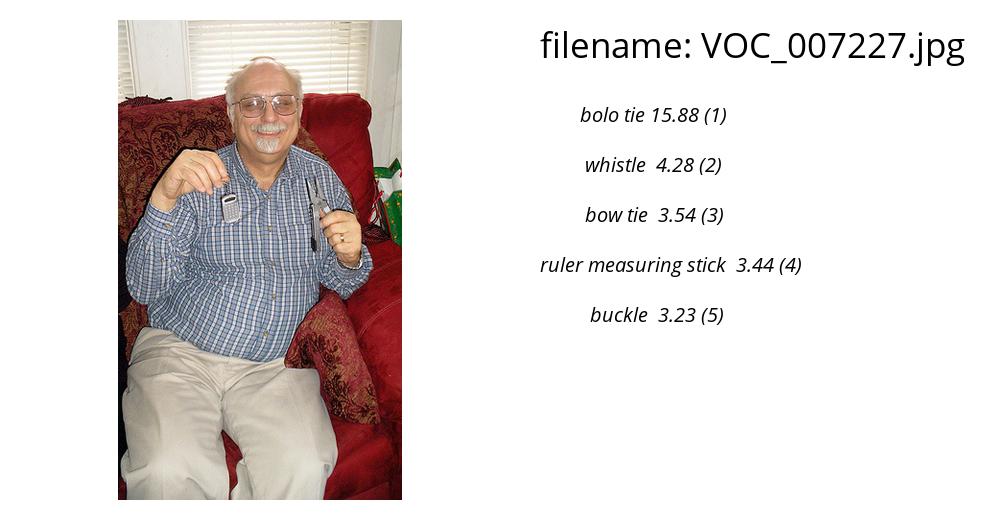 filename: VOC_007227.jpg
bolo tie 15.88 (1)
whistle 4.28 (2)
bow tie 3.54 (3)
ruler measuring stick 3.44 (4)
buckle 3.23 (5)